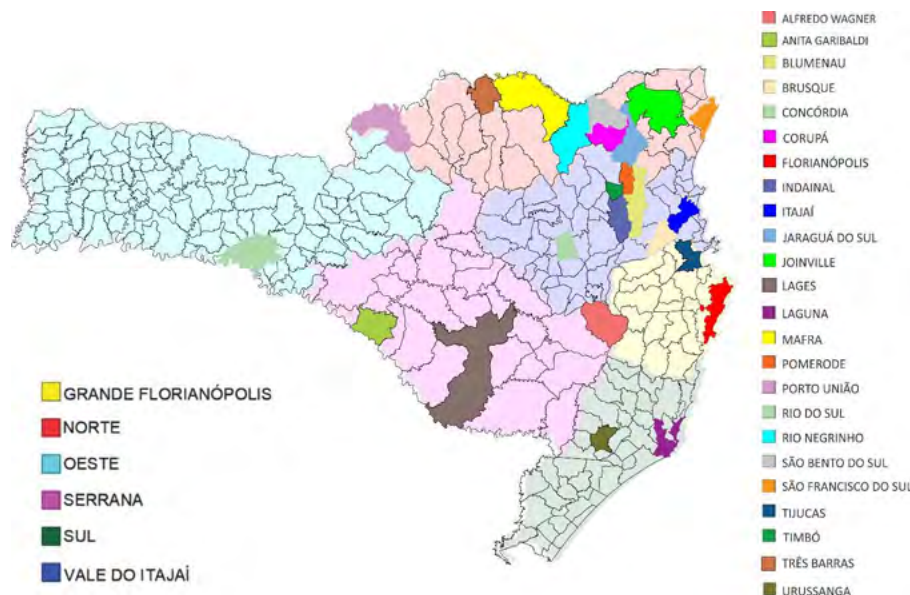 ALFREDO WAGNER
ANITA GARIBALDI
BLUMENAU
BRUSQUE
CONCÓRDIA
CORUPÁ
FLORIANÓPOLIS
INDAINAL
ITAJAÍ
JARAGUÁ DO SUL
JOINVILLE
LAGES
LAGUNA
MAFRA
POMERODE
PORTO UNIÃO
RIO DO SUL
RIO NEGRINHO
SÃO BENTO DO SUL
SÃO FRANCISCO DO SUL
TIJUCAS
TIMBÓ
TRÊS BARRAS
URUSSANGA
GRANDE FLORIANÓPOLIS
NORTE
OESTE
SERRANA
SUL
VALE DO ITAJAÍ